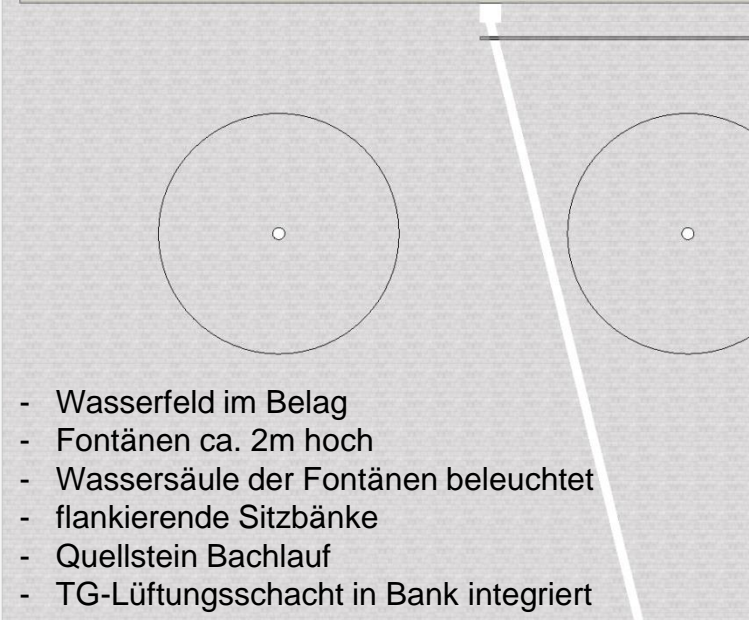 - Wasserfeld im Belag
- Fontänen ca. 2m hoch
- Wassersäule der Fontänen beleuchtet
- flankierende Sitzbänke
- Quellstein Bachlauf
- TG-Lüftungsschacht in Bank integriert